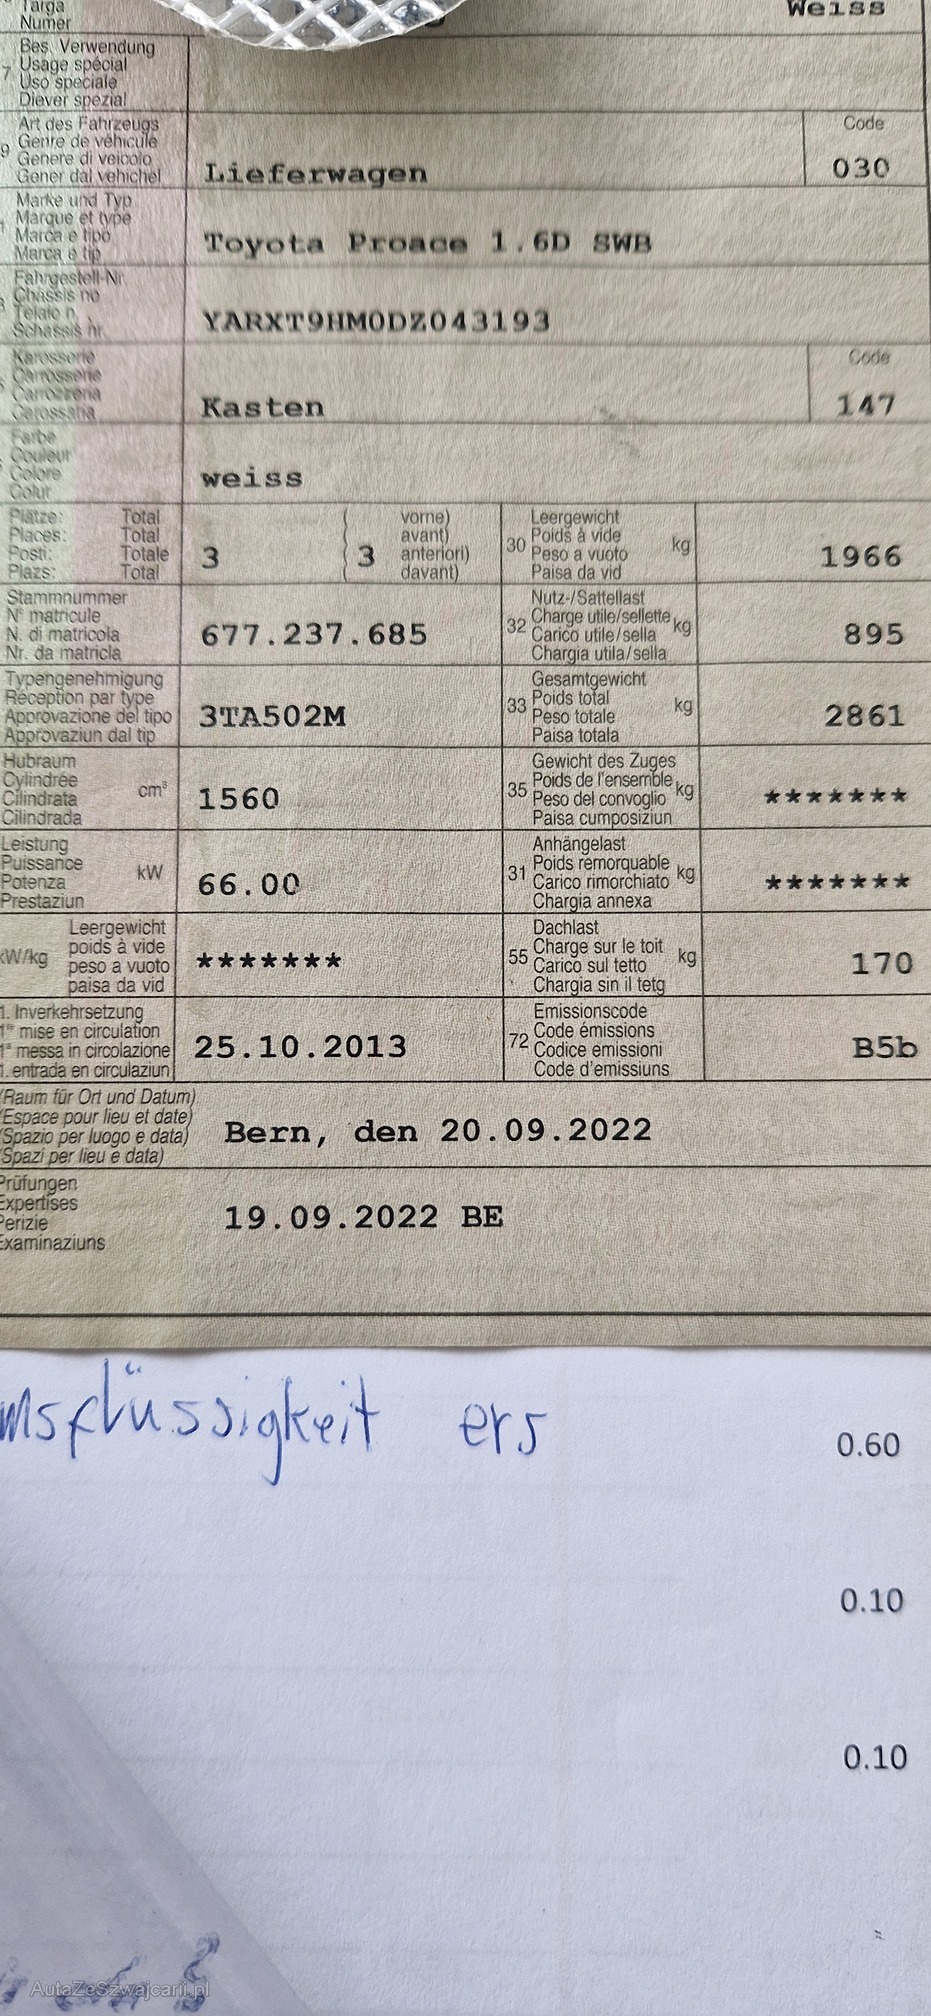 Targa
Numer
Weiss
7 Bes. Verwendung
Usage spécial
Uso speciale
Diever spezial
9 Art des Fahrzeugs
Genre de véhicule
Genere di veicolo
Gener dal vehichel
Lieferwagen
Code
030
Marke und Typ
Marque et type
Marca e tipo
Marca e tip
Toyota Proace 1.6D SWB
Fahrgestell-Nr.
Châssis no
Telaio n.
Schassis nr.
YARXT9HM0DZ043193
Karosserie
Carrosserie
Carrozzeria
Carossaria
Kasten
Code
147
Farbe
Couleur
Colore
Colur
weiss
Plätze: Total
Places: Total
Posti: Totale
Plazs: Total
3
( 3 vorne)
avant)
anteriori)
davant)
30 Leergewicht
Poids à vide
Peso a vuoto
Paisa da vid
kg
1966
Stammnummer
N° matricule
N. di matricola
Nr. da matricla
677.237.685
32 Nutz-/Sattellast
Charge utile/sellette
Carico utile/sella
Chargia utila/sella
kg
895
Typengenehmigung
Réception par type
Approvazione del tipo
Approvaziun dal tip
3TA502M
33 Gesamtgewicht
Poids total
Peso totale
Paisa totala
kg
2861
Hubraum
Cylindrée
Cilindrata
Cilindrada
cm³
1560
35 Gewicht des Zuges
Poids de l'ensemble
Peso del convoglio
Paisa cumposiziun
kg
*******
Leistung
Puissance
Potenza
Prestaziun
kW
66.00
31 Anhängelast
Poids remorquable
Carico rimorchiato
Chargia annexa
kg
*******
kW/kg
Leergewicht
poids à vide
peso a vuoto
paisa da vid
*******
55 Dachlast
Charge sur le toit
Carico sul tetto
Chargia sin il tetg
kg
170
1. Inverkehrsetzung
1re mise en circulation
1a messa in circolazione
1. entrada en circulaziun
25.10.2013
72 Emissionscode
Code émissions
Codice emissioni
Code d'emissiuns
B5b
(Raum für Ort und Datum)
(Espace pour lieu et date)
(Spazio per luogo e data)
(Spazi per lieu e data)
Bern, den 20.09.2022
Prüfungen
Expertises
Perizie
Examinaziuns
19.09.2022 BE
msflüssigkeit ers
0.60
0.10
0.10
AutaZeSzwajcarii.pl